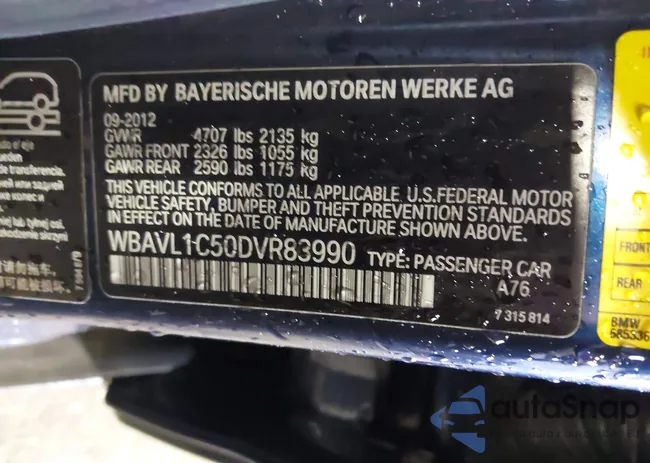 MFD BY BAYERISCHE MOTOREN WERKE AG
09-2012
GVWR 4707 lbs 2135 kg
GAWR FRONT 2326 lbs 1055 kg
GAWR REAR 2590 lbs 1175 kg
THIS VEHICLE CONFORMS TO ALL APPLICABLE U.S.FEDERAL MOTOR
VEHICLE SAFETY, BUMPER AND THEFT PREVENTION STANDARDS
IN EFFECT ON THE DATE OF MANUFACTURE SHOWN ABOVE.
WBAVL1C50DVR83990 TYPE: PASSENGER CAR
A76
7 315 814
el eje
transferencia.
FRONT
REAR
BMW
autoSnap